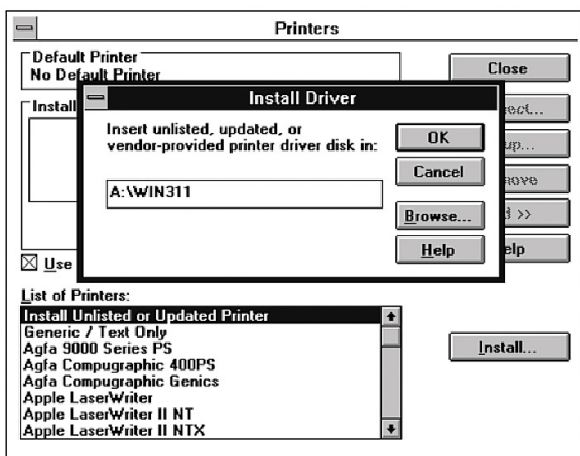 Printers
Default Printer
No Default Printer
Close
Install
Install Driver
Insert unlisted, updated, or
vendor-provided printer driver disk in:
A:\WIN311
OK
Cancel
Browse...
Help
Use
List of Printers:
Install Unlisted or Updated Printer
Generic / Text Only
Agfa 9000 Series PS
Agfa Compugraphic 400PS
Agfa Compugraphic Genics
Apple LaserWriter
Apple LaserWriter II NT
Apple LaserWriter II NTX
Install...